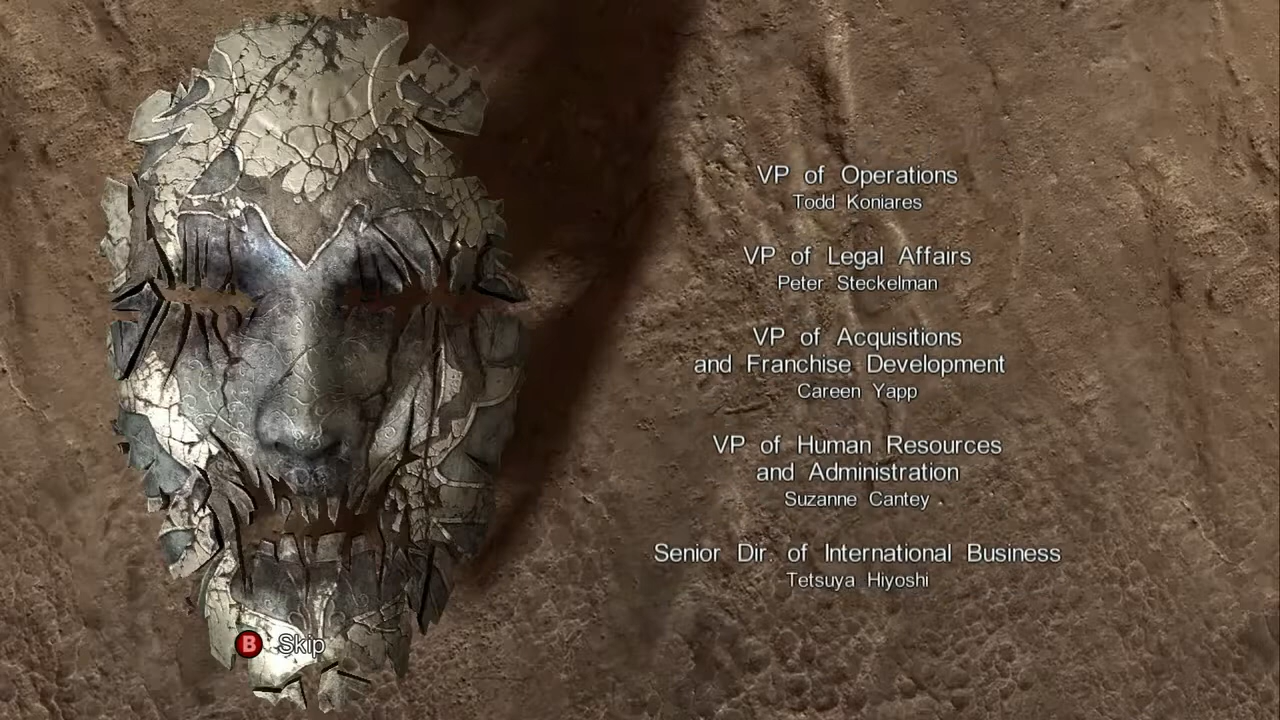 VP of Operations
Todd Koniares
VP of Legal Affairs
Peter Steckelman
VP of Acquisitions
and Franchise Development
Careen Yapp
VP of Human Resources
and Administration
Suzanne Cantey
Senior Dir. of International Business
Tetsuya Hiyoshi
B Skip